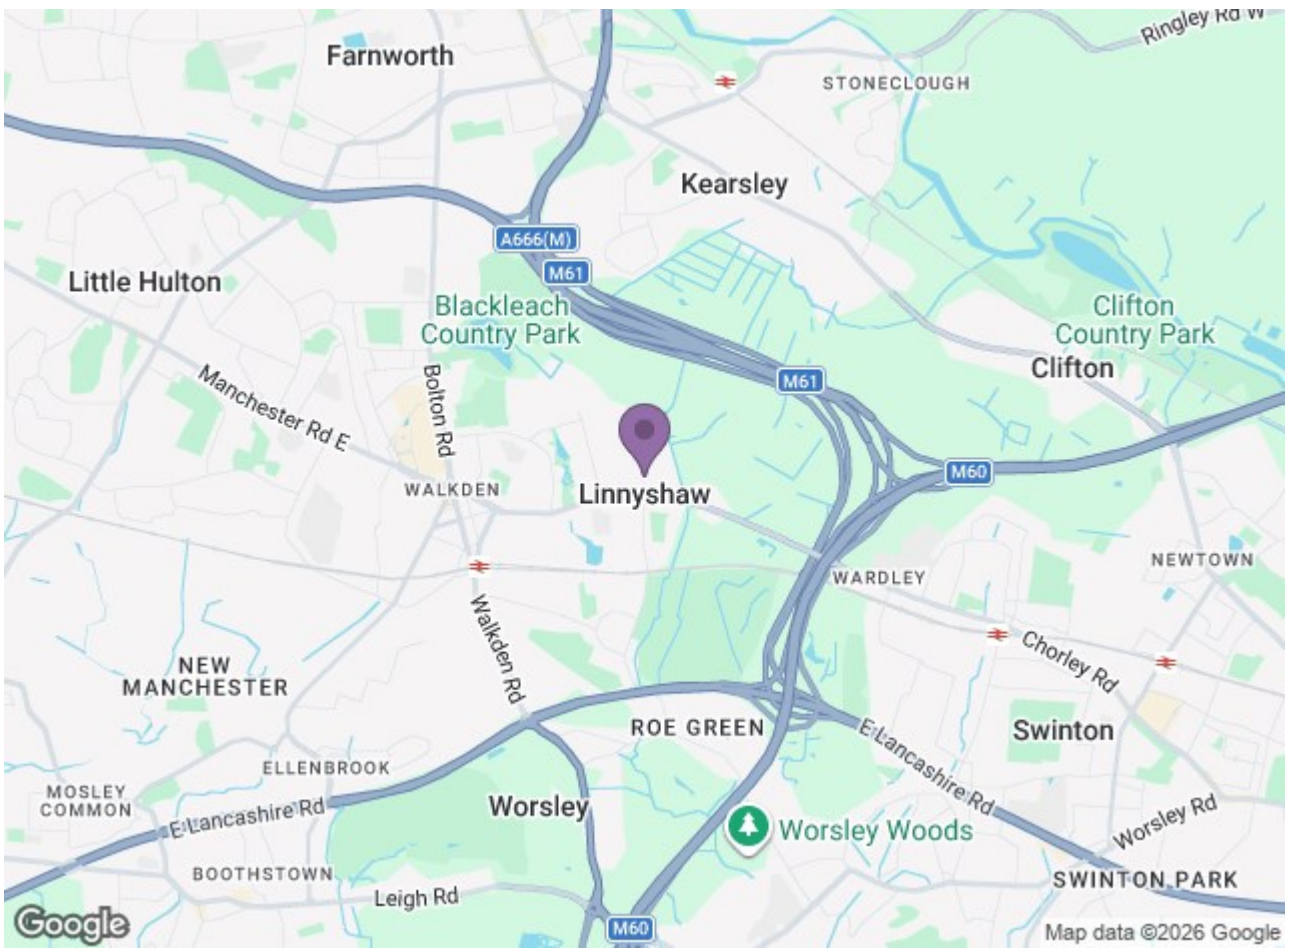 Ringley Rd W
Farnworth
STONECLOUGH
Kearsley
A666(M)
M61
Little Hulton
Blackleach
Country Park
Clifton
Country Park
Clifton
M61
Manchester Rd E
Bolton Rd
M60
WALKDEN
Linnyshaw
NEWTOWN
WARDLEY
Walkden Rd
Chorley Rd
NEW
MANCHESTER
ROE GREEN
Swinton
E Lancashire Rd
ELLENBROOK
MOSLEY
COMMON
E Lancashire Rd
Worsley
Worsley Woods
Worsley Rd
BOOTHSTOWN
SWINTON PARK
Leigh Rd
M60
Google
Map data ©2026 Google